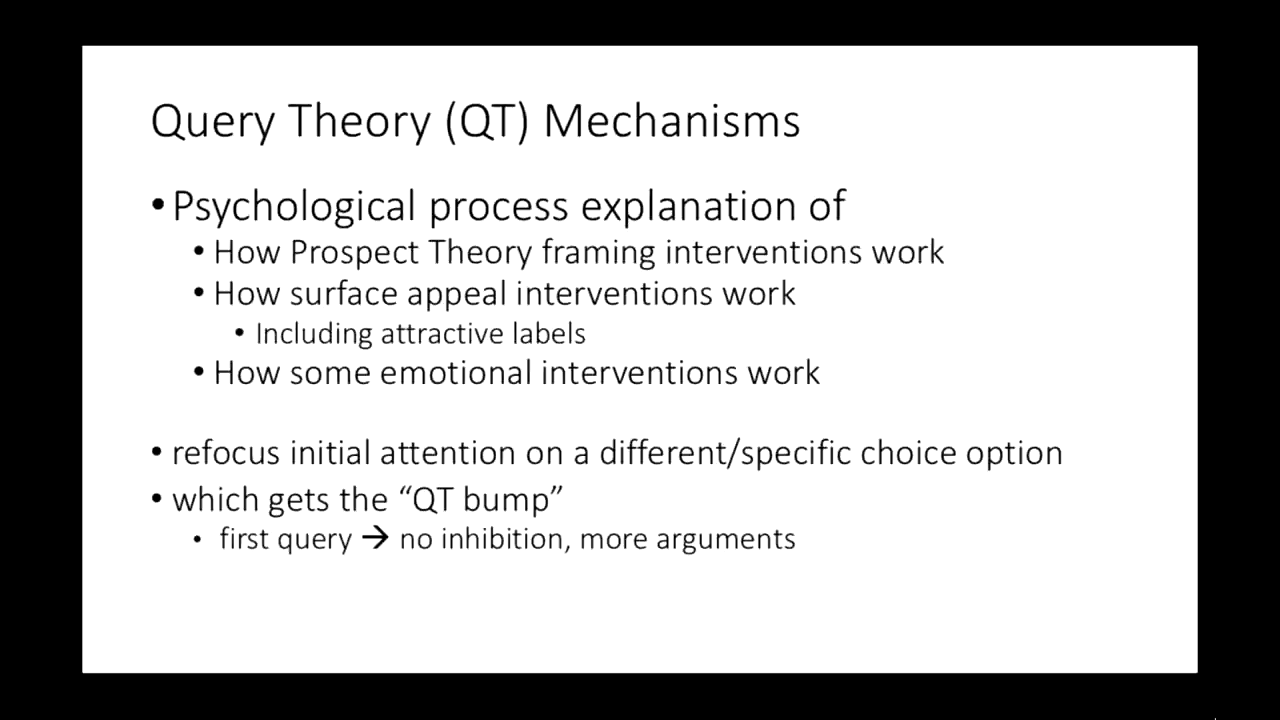 Query Theory (QT) Mechanisms
• Psychological process explanation of
• How Prospect Theory framing interventions work
• How surface appeal interventions work
• Including attractive labels
• How some emotional interventions work
• refocus initial attention on a different/specific choice option
• which gets the “QT bump”
• first query → no inhibition, more arguments